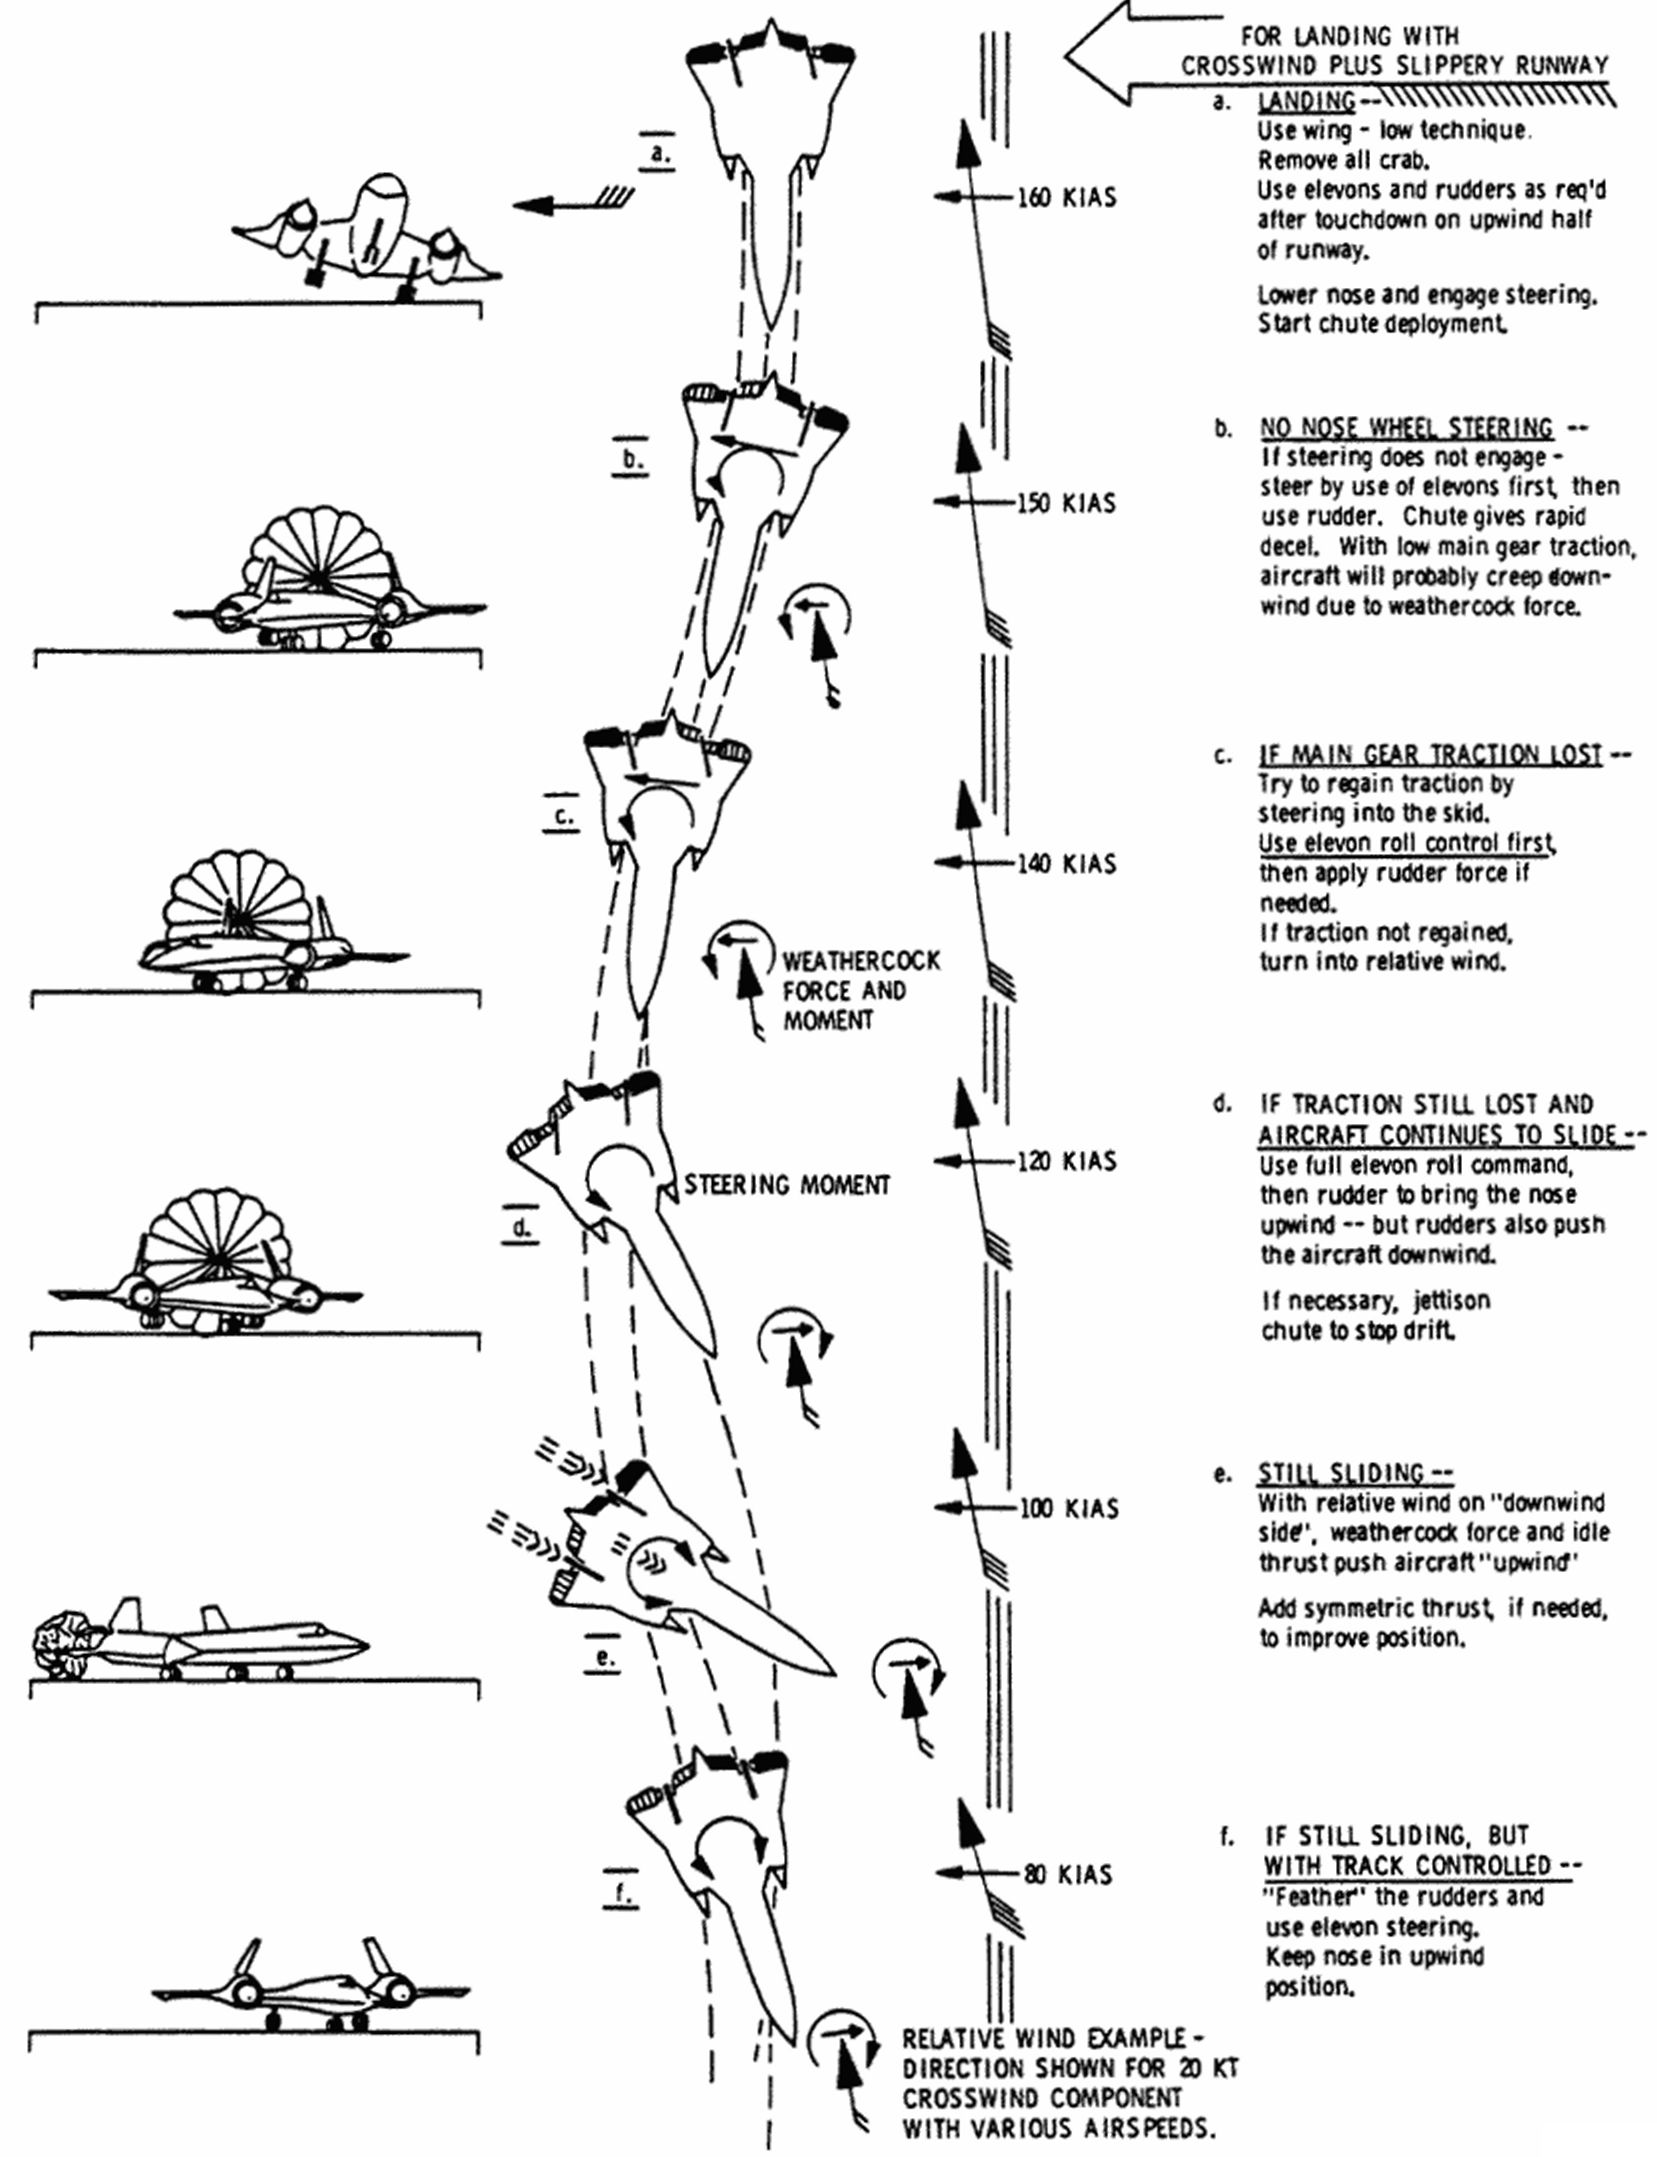 FOR LANDING WITH
CROSSWIND PLUS SLIPPERY RUNWAY
a. LANDING --
Use wing - low technique.
Remove all crab.
Use elevons and rudders as req'd
after touchdown on upwind half
of runway.
Lower nose and engage steering.
Start chute deployment.
a.
160 KIAS
b. NO NOSE WHEEL STEERING --
If steering does not engage -
steer by use of elevons first, then
use rudder. Chute gives rapid
decel. With low main gear traction,
aircraft will probably creep down-
wind due to weathercock force.
b.
150 KIAS
c. IF MAIN GEAR TRACTION LOST --
Try to regain traction by
steering into the skid.
Use elevon roll control first,
then apply rudder force if
needed.
If traction not regained,
turn into relative wind.
c.
140 KIAS
WEATHERCOCK
FORCE AND
MOMENT
d. IF TRACTION STILL LOST AND
AIRCRAFT CONTINUES TO SLIDE --
Use full elevon roll command,
then rudder to bring the nose
upwind -- but rudders also push
the aircraft downwind.
If necessary, jettison
chute to stop drift.
120 KIAS
STEERING MOMENT
d.
e. STILL SLIDING --
With relative wind on "downwind
side", weathercock force and idle
thrust push aircraft "upwind"
Add symmetric thrust, if needed,
to improve position.
100 KIAS
e.
f. IF STILL SLIDING, BUT
WITH TRACK CONTROLLED --
"Feather" the rudders and
use elevon steering.
Keep nose in upwind
position.
80 KIAS
f.
RELATIVE WIND EXAMPLE -
DIRECTION SHOWN FOR 20 KT
CROSSWIND COMPONENT
WITH VARIOUS AIRSPEEDS.